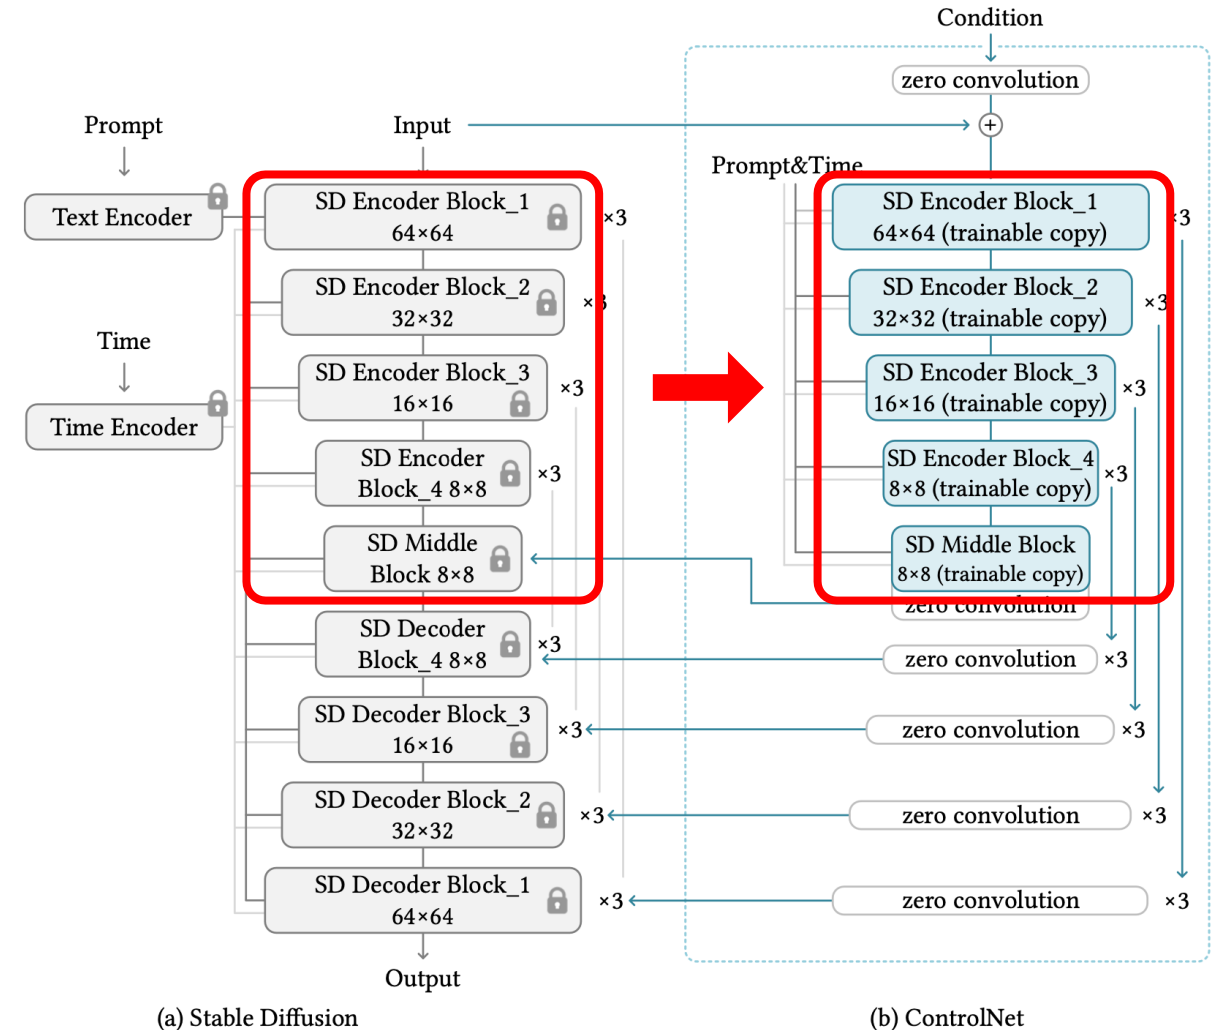 Condition
zero convolution
Prompt
Input
+
Prompt&Time
Text Encoder
SD Encoder Block_1
64×64
×3
SD Encoder Block_1
64×64 (trainable copy)
×3
SD Encoder Block_2
32×32
×3
SD Encoder Block_2
32×32 (trainable copy)
×3
Time
Time Encoder
SD Encoder Block_3
16×16
×3
SD Encoder Block_3
16×16 (trainable copy)
×3
SD Encoder
Block_4 8×8
×3
SD Encoder Block_4
8×8 (trainable copy)
×3
SD Middle
Block 8×8
SD Middle Block
8×8 (trainable copy)
zero convolution
SD Decoder
Block_4 8×8
×3
zero convolution
×3
SD Decoder Block_3
16×16
×3
zero convolution
×3
SD Decoder Block_2
32×32
×3
zero convolution
×3
SD Decoder Block_1
64×64
×3
zero convolution
×3
Output
(a) Stable Diffusion
(b) ControlNet